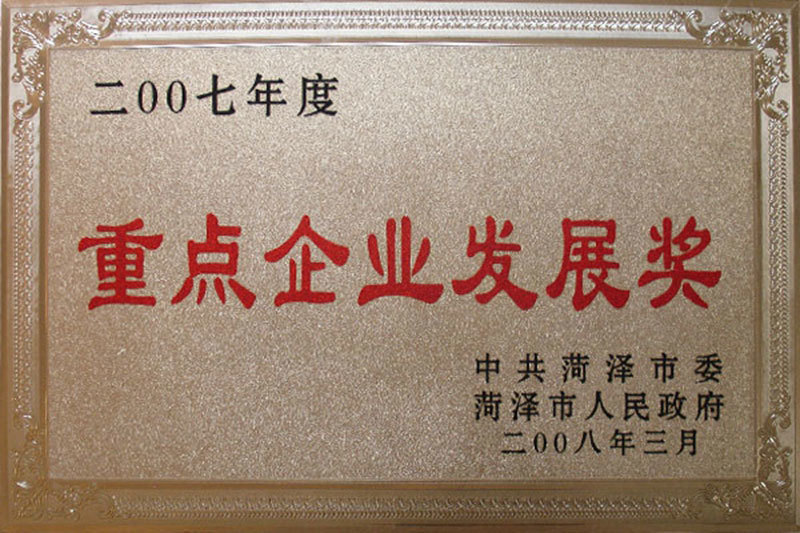 二00七年度
重点企业发展奖
中共菏泽市委
菏泽市人民政府
二00八年三月